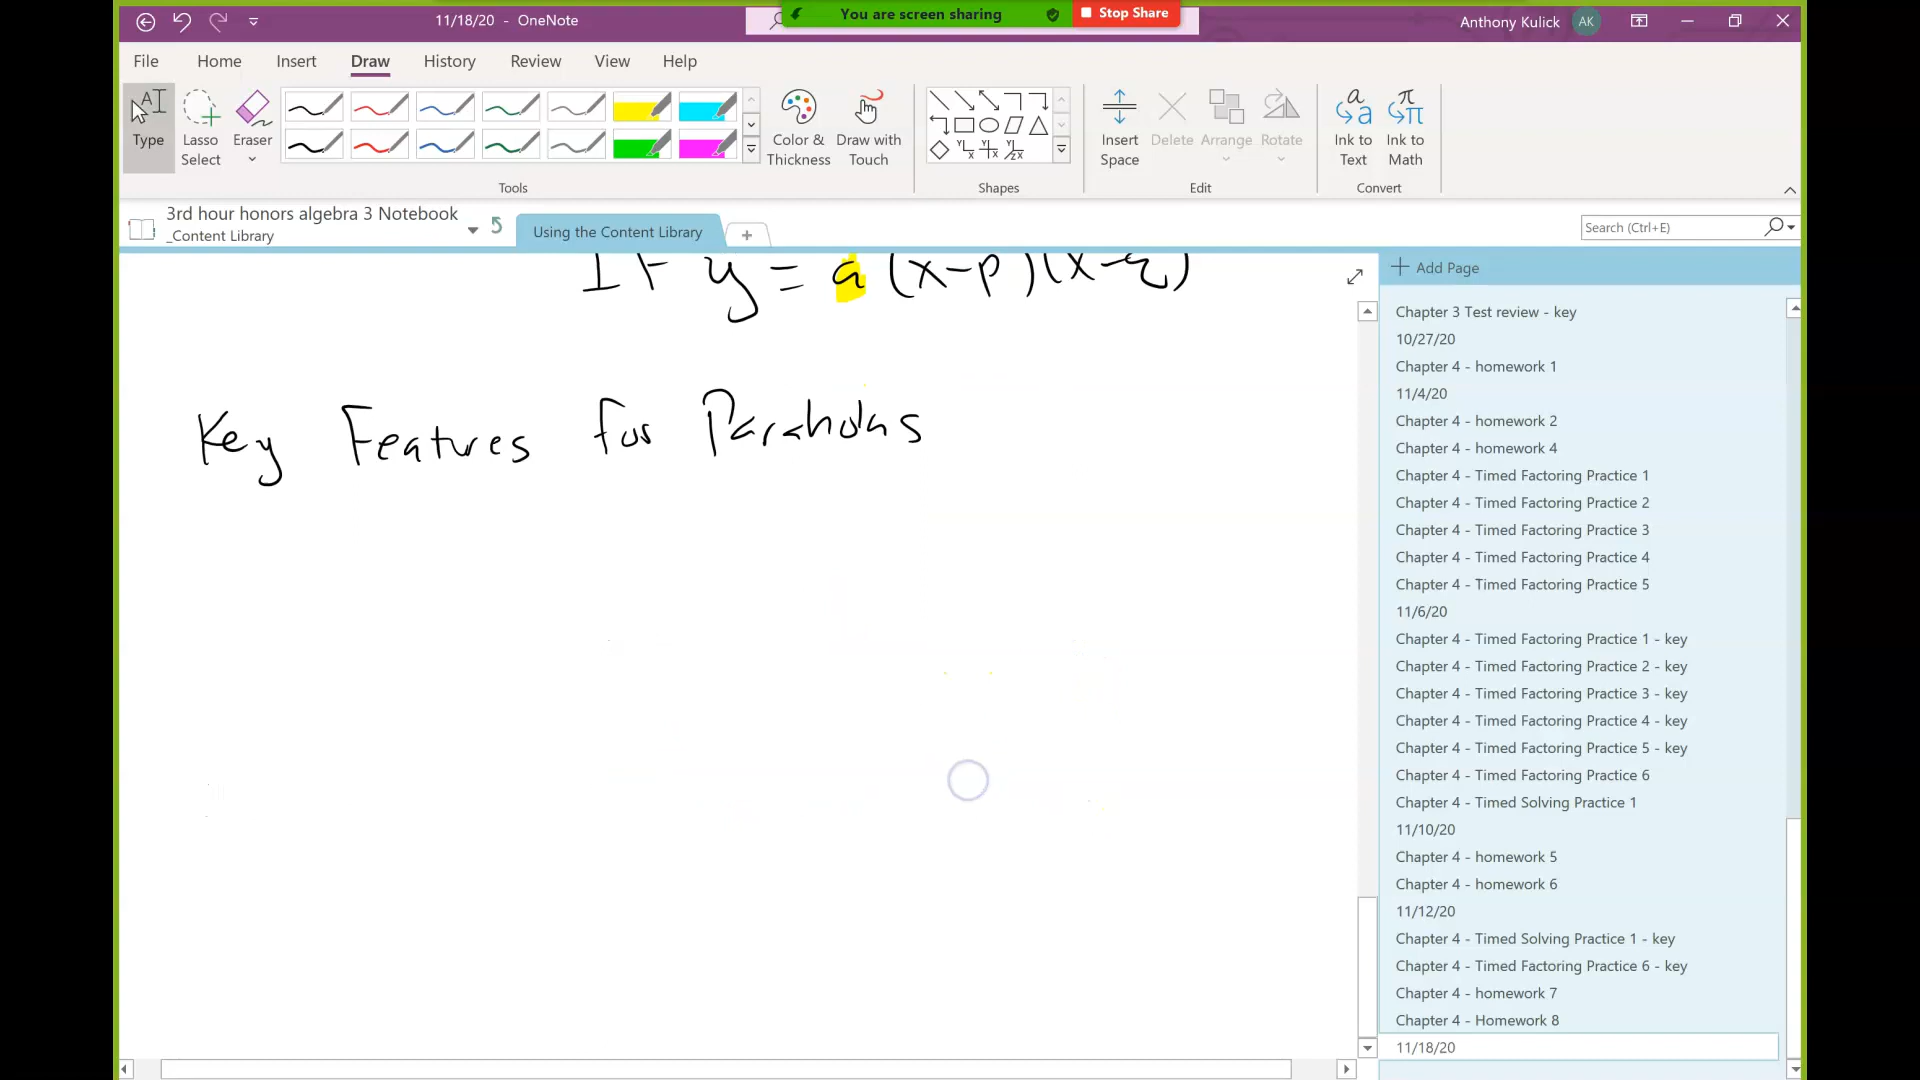 11/18/20 - OneNote
You are screen sharing
Stop Share
Anthony Kulick
AK
File Home Insert Draw History Review View Help
Type
Lasso Select
Eraser
Color & Thickness
Draw with Touch
Insert Space
Delete
Arrange
Rotate
Ink to Text
Ink to Math
Tools
Shapes
Edit
Convert
3rd hour honors algebra 3 Notebook
_Content Library
Using the Content Library
Search (Ctrl+E)
If y = a (x-p)(x-q)
Key Features for Parabolas
Add Page
Chapter 3 Test review - key
10/27/20
Chapter 4 - homework 1
11/4/20
Chapter 4 - homework 2
Chapter 4 - homework 4
Chapter 4 - Timed Factoring Practice 1
Chapter 4 - Timed Factoring Practice 2
Chapter 4 - Timed Factoring Practice 3
Chapter 4 - Timed Factoring Practice 4
Chapter 4 - Timed Factoring Practice 5
11/6/20
Chapter 4 - Timed Factoring Practice 1 - key
Chapter 4 - Timed Factoring Practice 2 - key
Chapter 4 - Timed Factoring Practice 3 - key
Chapter 4 - Timed Factoring Practice 4 - key
Chapter 4 - Timed Factoring Practice 5 - key
Chapter 4 - Timed Factoring Practice 6
Chapter 4 - Timed Solving Practice 1
11/10/20
Chapter 4 - homework 5
Chapter 4 - homework 6
11/12/20
Chapter 4 - Timed Solving Practice 1 - key
Chapter 4 - Timed Factoring Practice 6 - key
Chapter 4 - homework 7
Chapter 4 - Homework 8
11/18/20